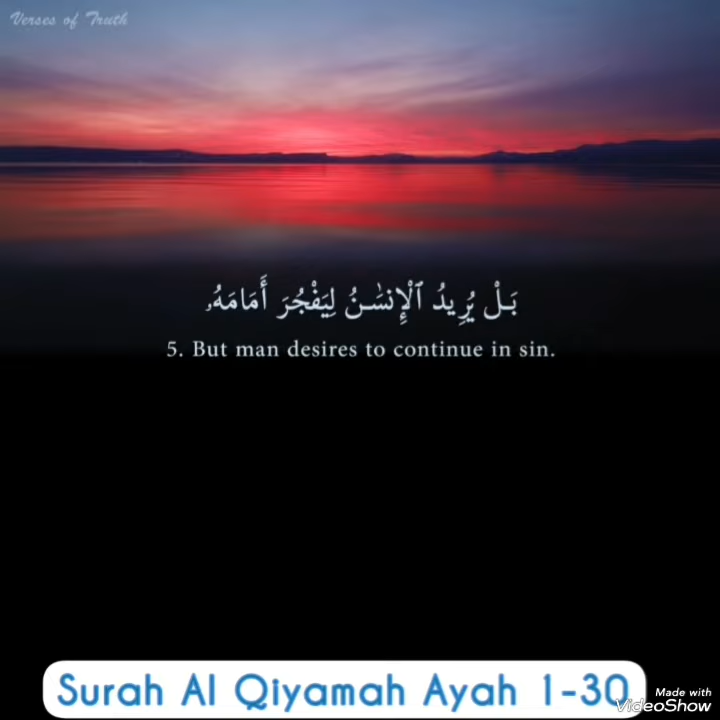 Verses of Truth
بَلْ يُرِيدُ ٱلْإِنسَـٰنُ لِيَفْجُرَ أَمَامَهُۥ
5. But man desires to continue in sin.
Surah Al Qiyamah Ayah 1-30
Made with
VideoShow